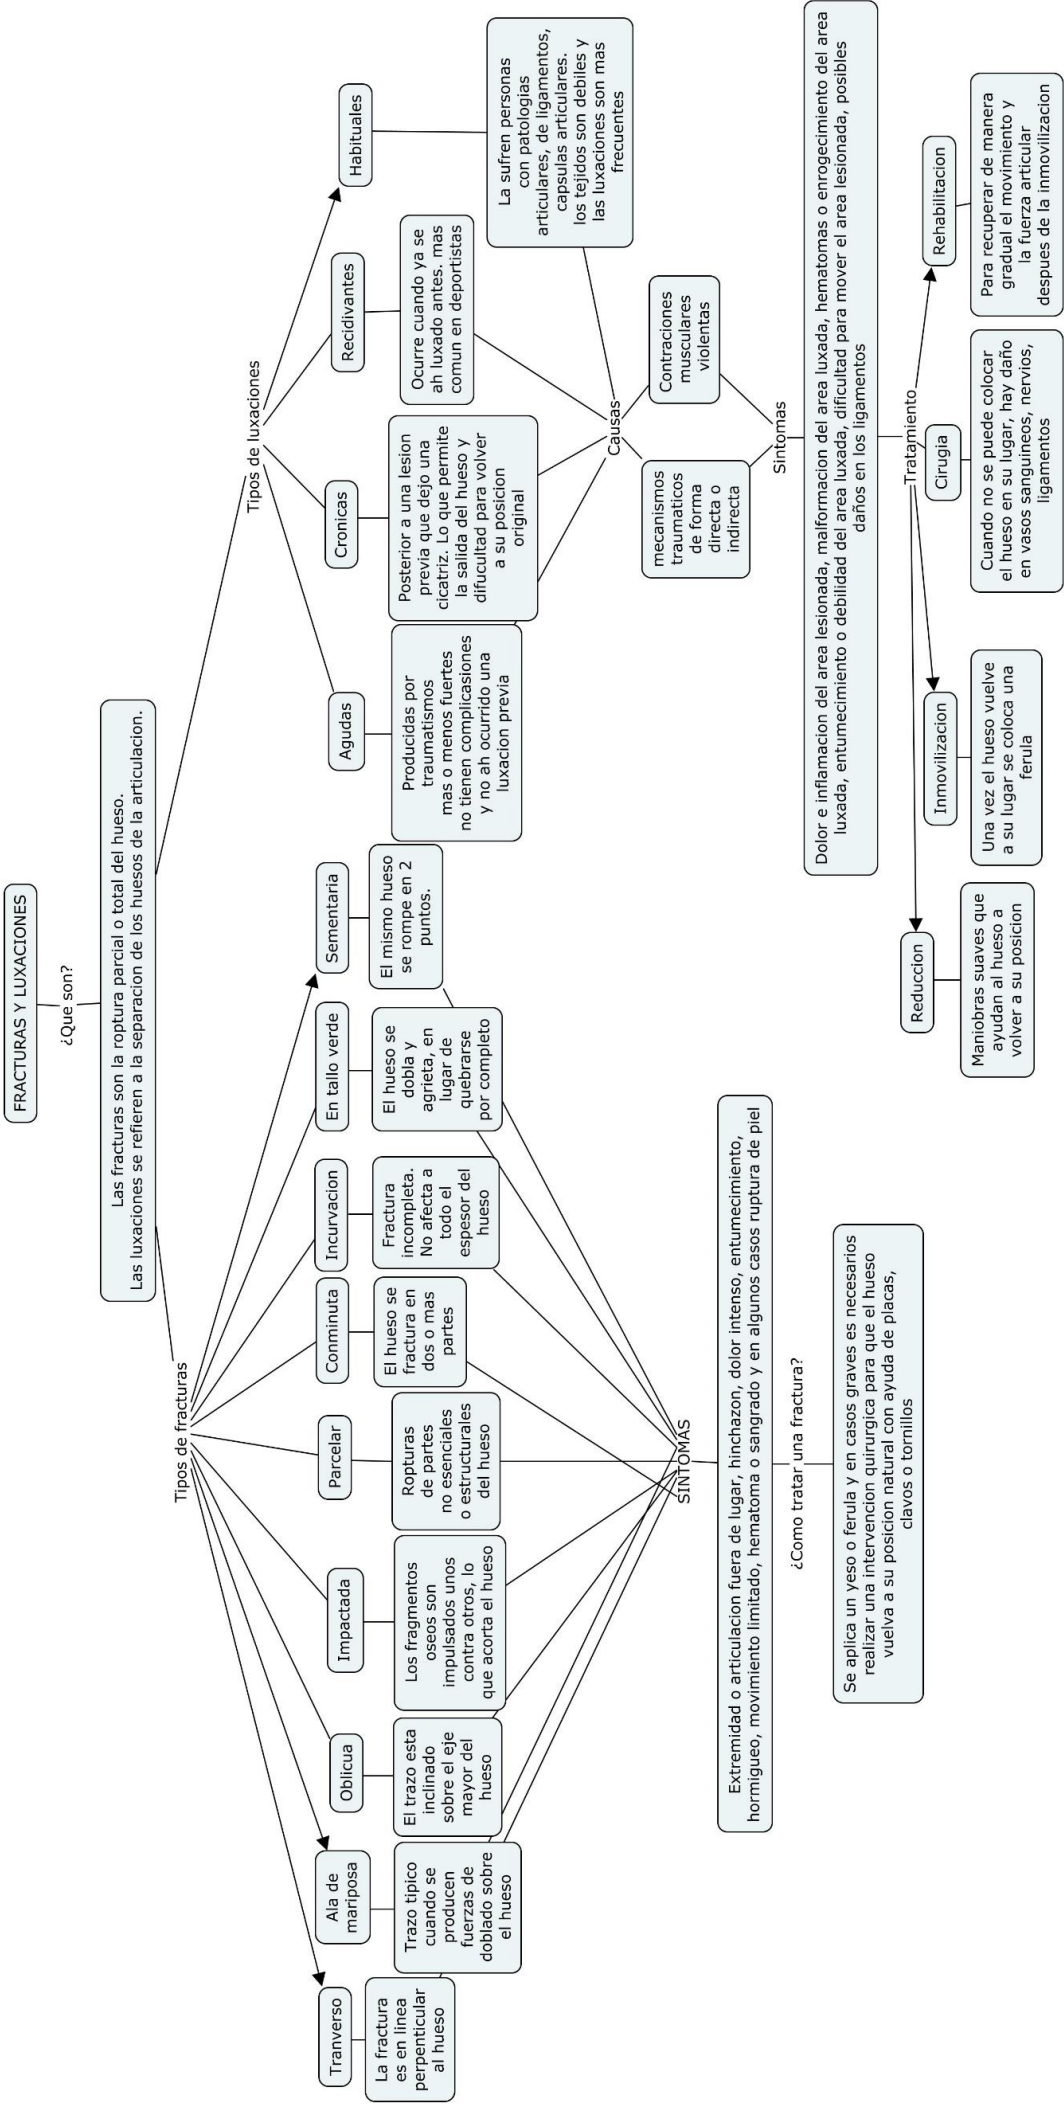 FRACTURAS Y LUXACIONES
¿Que son?
Las fracturas son la roptura parcial o total del hueso.
Las luxaciones se refieren a la separacion de los huesos de la articulacion.
Tipos de fracturas
Tranverso
La fractura
es en linea
perpenticular
al hueso
Ala de
mariposa
Trazo tipico
cuando se
producen
fuerzas de
doblado sobre
el hueso
Oblicua
El trazo esta
inclinado
sobre el eje
mayor del
hueso
Impactada
Los fragmentos
oseos son
impulsados unos
contra otros, lo
que acorta el hueso
Parcelar
Ropturas
de partes
no esenciales
o estructurales
del hueso
Conminuta
El hueso se
fractura en
dos o mas
partes
Incurvacion
Fractura
incompleta.
No afecta a
todo el
espesor del
hueso
En tallo verde
El hueso se
dobla y
agrieta, en
lugar de
quebrarse
por completo
Sementaria
El mismo hueso
se rompe en 2
puntos.
SINTOMAS
Extremidad o articulacion fuera de lugar, hinchazon, dolor intenso, entumecimiento,
hormigueo, movimiento limitado, hematoma o sangrado y en algunos casos ruptura de piel
¿Como tratar una fractura?
Se aplica un yeso o ferula y en casos graves es necesarios
realizar una intervencion quirurgica para que el hueso
vuelva a su posicion natural con ayuda de placas,
clavos o tornillos
Tipos de luxaciones
Agudas
Producidas por
traumatismos
mas o menos fuertes
no tienen complicasiones
y no ah ocurrido una
luxacion previa
Cronicas
Posterior a una lesion
previa que dejo una
cicatriz. Lo que permite
la salida del hueso y
difucultad para volver
a su posicion
original
Recidivantes
Ocurre cuando ya se
ah luxado antes. mas
comun en deportistas
Habituales
La sufren personas
con patologias
articulares, de ligamentos,
capsulas articulares.
los tejidos son debiles y
las luxaciones son mas
frecuentes
Causas
mecanismos
traumaticos
de forma
directa o
indirecta
Contraciones
musculares
violentas
Sintomas
Dolor e inflamacion del area lesionada, malformacion del area luxada, hematomas o enrogecimiento del area
luxada, entumecimiento o debilidad del area luxada, dificultad para mover el area lesionada, posibles
daños en los ligamentos
Tratamiento
Reduccion
Maniobras suaves que
ayudan al hueso a
volver a su posicion
Inmovilizacion
Una vez el hueso vuelve
a su lugar se coloca una
ferula
Cirugia
Cuando no se puede colocar
el hueso en su lugar, hay daño
en vasos sanguineos, nervios,
ligamentos
Rehabilitacion
Para recuperar de manera
gradual el movimiento y
la fuerza articular
despues de la inmovilizacion